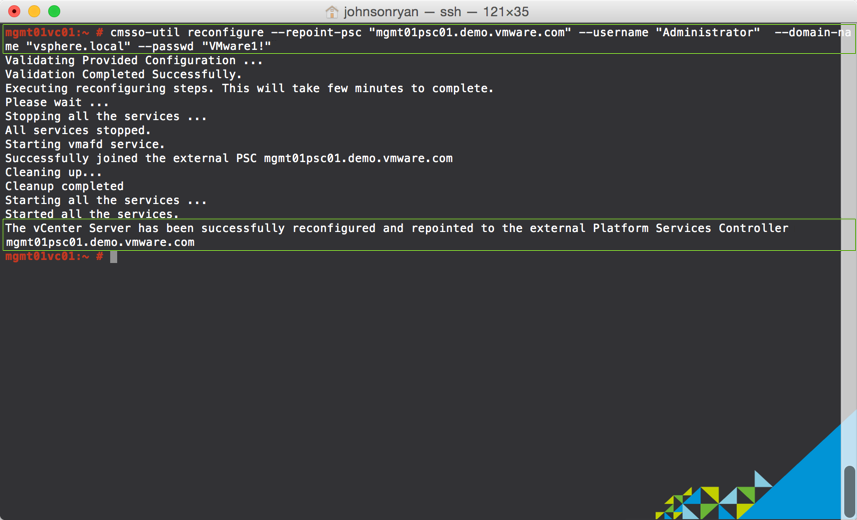 johnsonryan — ssh — 121×35
mgmt01vc01:~ # cmsso-util reconfigure --repoint-psc "mgmt01psc01.demo.vmware.com" --username "Administrator"  --domain-na
me "vsphere.local" --passwd "VMware1!"
Validating Provided Configuration ...
Validation Completed Successfully.
Executing reconfiguring steps. This will take few minutes to complete.
Please wait ...
Stopping all the services ...
All services stopped.
Starting vmafd service.
Successfully joined the external PSC mgmt01psc01.demo.vmware.com
Cleaning up...
Cleanup completed
Starting all the services ...
Started all the services.
The vCenter Server has been successfully reconfigured and repointed to the external Platform Services Controller
mgmt01psc01.demo.vmware.com
mgmt01vc01:~ #